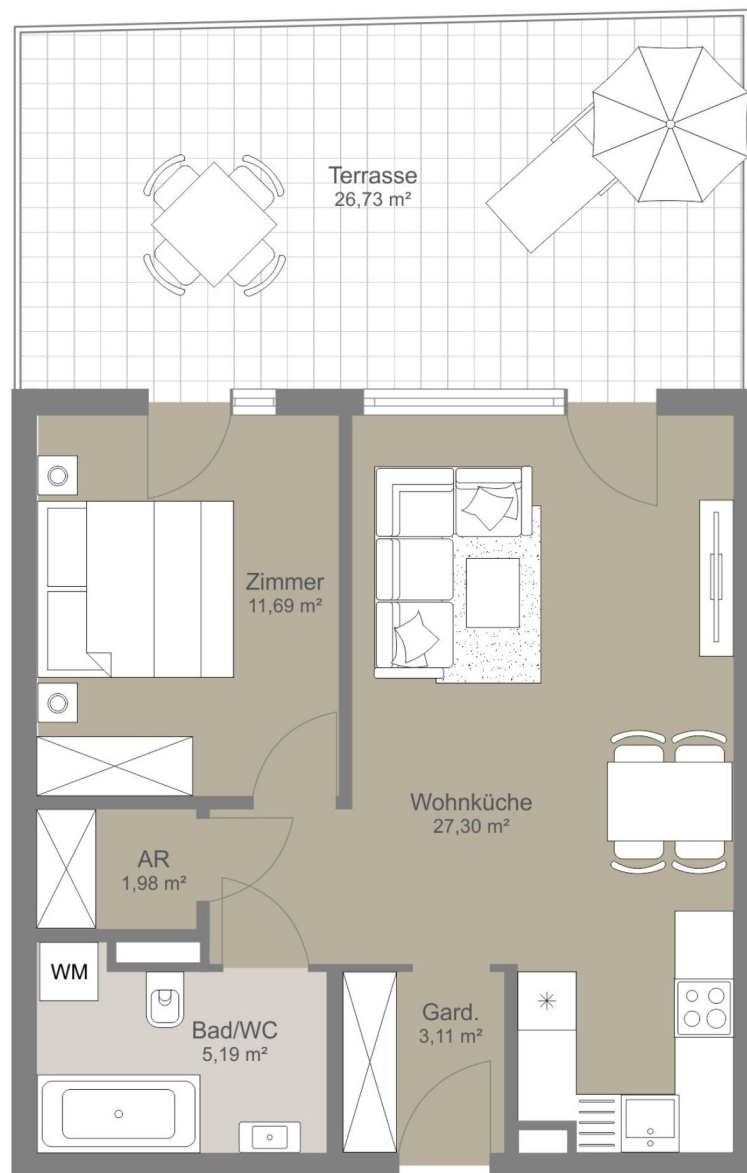 Terrasse
26,73 m²
Zimmer
11,69 m²
Wohnküche
27,30 m²
AR
1,98 m²
WM
Bad/WC
5,19 m²
Gard.
3,11 m²